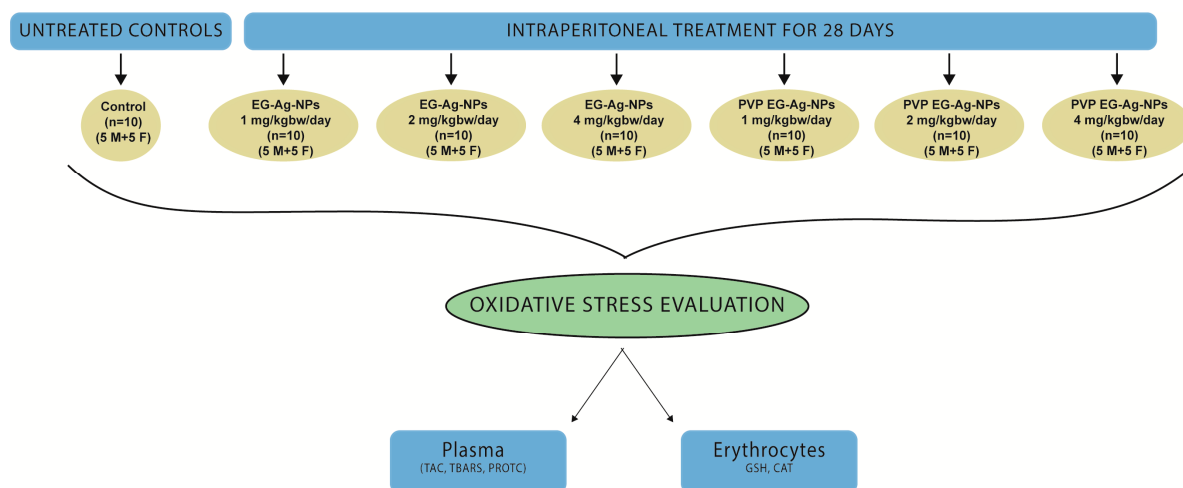 UNTREATED CONTROLS
INTRAPERITONEAL TREATMENT FOR 28 DAYS
Control
(n=10)
(5 M+5 F)
EG-Ag-NPs
1 mg/kgbw/day
(n=10)
(5 M+5 F)
EG-Ag-NPs
2 mg/kgbw/day
(n=10)
(5 M+5 F)
EG-Ag-NPs
4 mg/kgbw/day
(n=10)
(5 M+5 F)
PVP EG-Ag-NPs
1 mg/kgbw/day
(n=10)
(5 M+5 F)
PVP EG-Ag-NPs
2 mg/kgbw/day
(n=10)
(5 M+5 F)
PVP EG-Ag-NPs
4 mg/kgbw/day
(n=10)
(5 M+5 F)
OXIDATIVE STRESS EVALUATION
Plasma
(TAC, TBARS, PROTC)
Erythrocytes
GSH, CAT